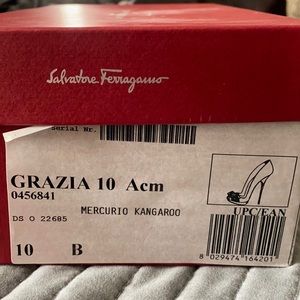 Salvatore Ferragamo
Serial Nr.
GRAZIA 10 Acm
0456841
MERCURIO KANGAROO
DS O 22685
UPC/EAN
10 B
8 029474 164201